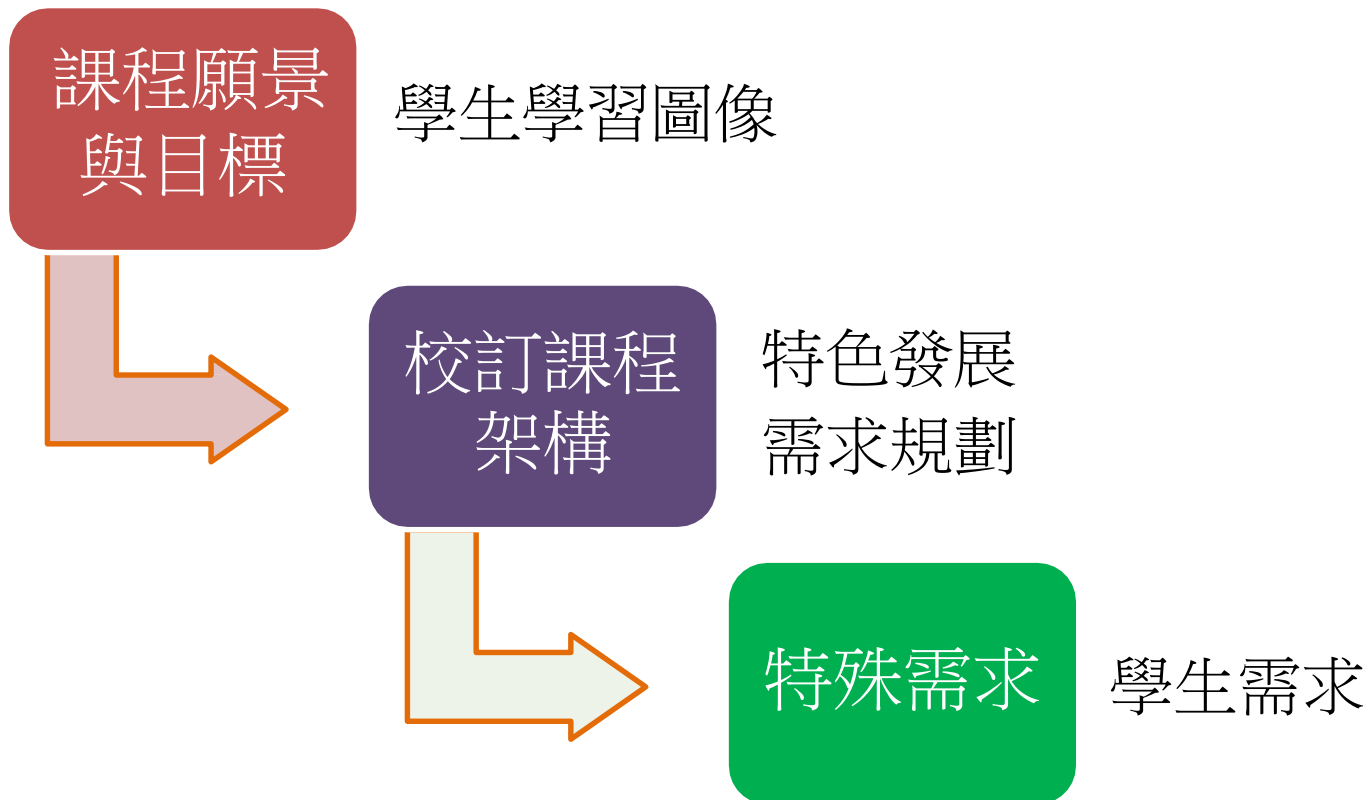 課程願景
與目標
學生學習圖像
校訂課程
架構
特色發展
需求規劃
特殊需求
學生需求